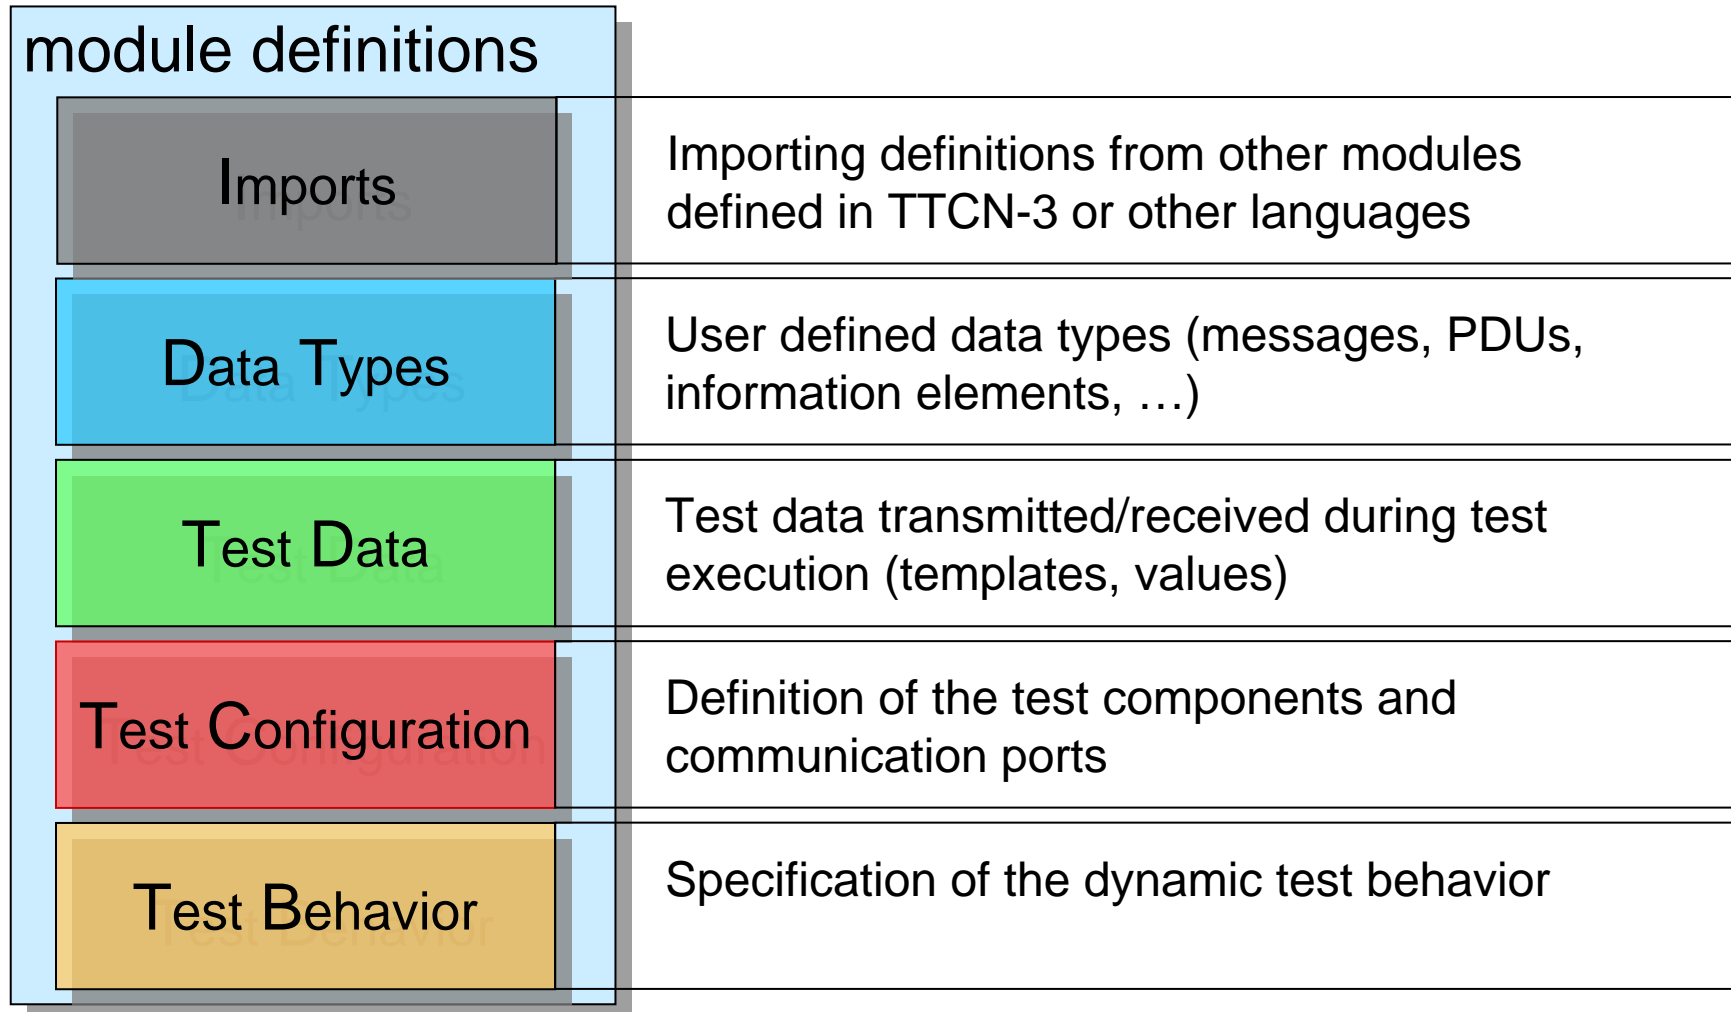 module definitions
Imports
Importing definitions from other modules
defined in TTCN-3 or other languages
Data Types
User defined data types (messages, PDUs,
information elements, …)
Test Data
Test data transmitted/received during test
execution (templates, values)
Test Configuration
Definition of the test components and
communication ports
Test Behavior
Specification of the dynamic test behavior